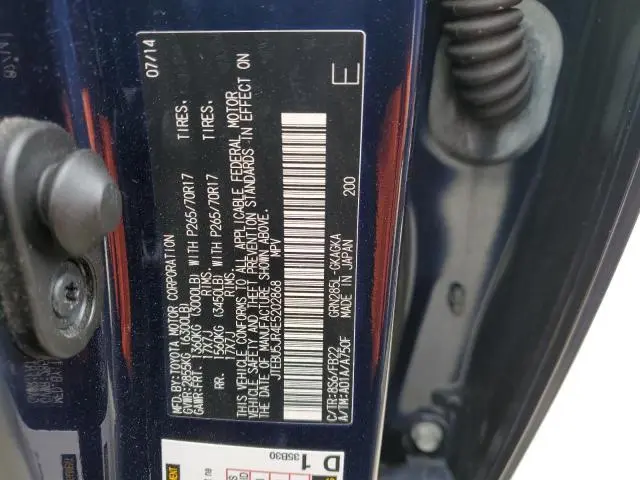 MFD.BY:TOYOTA MOTOR CORPORATION 07/14
GVWR:2855KG (6300LB)
GAWR:FRT. 1360KG (3000LB) WITH P265/70R17 TIRES.
17X7J RIMS.
RR. 1560KG (3450LB) WITH P265/70R17 TIRES.
17X7J RIMS.
THIS VEHICLE CONFORMS TO ALL APPLICABLE FEDERAL MOTOR
VEHICLE SAFETY AND THEFT PREVENTION STANDARDS IN EFFECT ON
THE DATE OF MANUFACTURE SHOWN ABOVE.
JTEBU5JR4E5202868 MPV
E
C/TR:8S6/FB22 GRN285L-GKAGKA 200
A/TM:A01A/A750F MADE IN JAPAN
D1
35B30